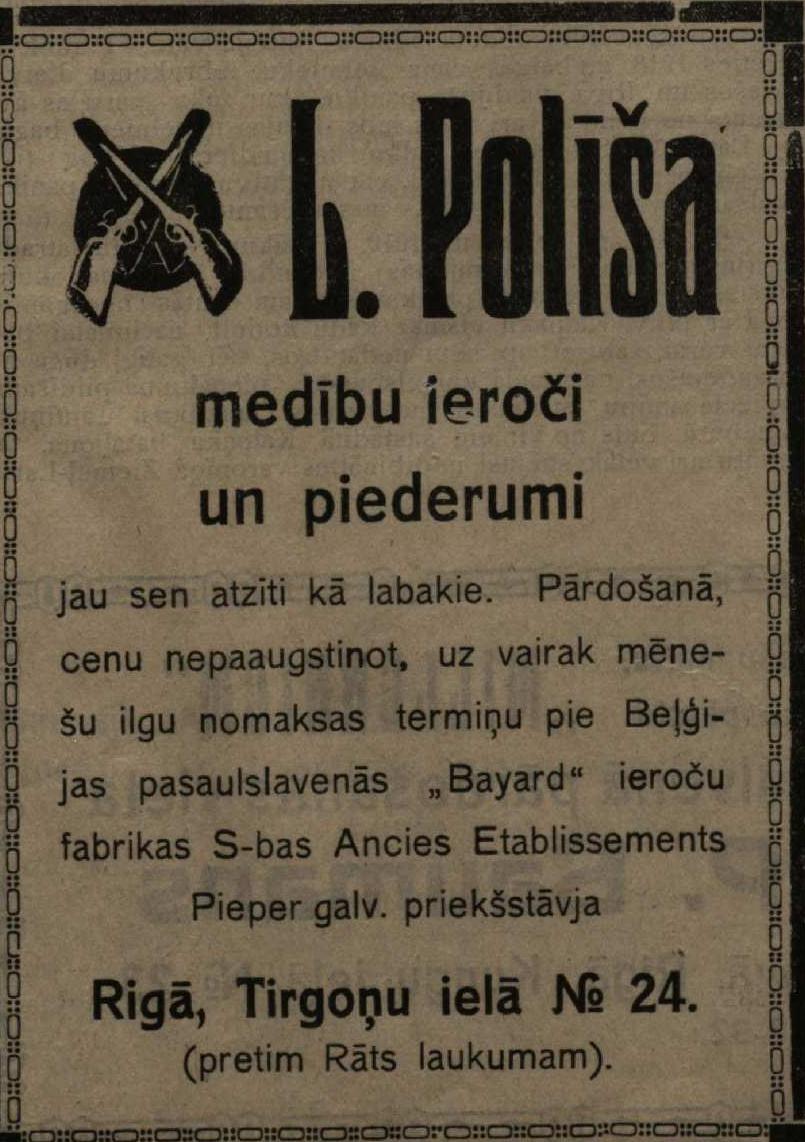 L. Polīša
medību ieroči
un piederumi
jau sen atzīti kā labakie. Pārdošanā,
cenu nepaaugstinot, uz vairak mēne-
šu ilgu nomaksas termiņu pie Beļģi-
jas pasaulslavenās „Bayard“ ieroču
fabrikas S-bas Ancies Etablissements
Pieper galv. priekšstāvja
Rigā, Tirgoņu ielā № 24.
(pretim Rāts laukumam).